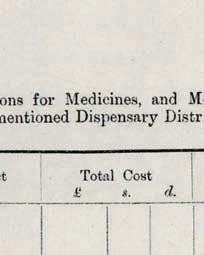 ons for Medicines, and M
mentioned Dispensary Distr
t Total Cost
£ s. d.